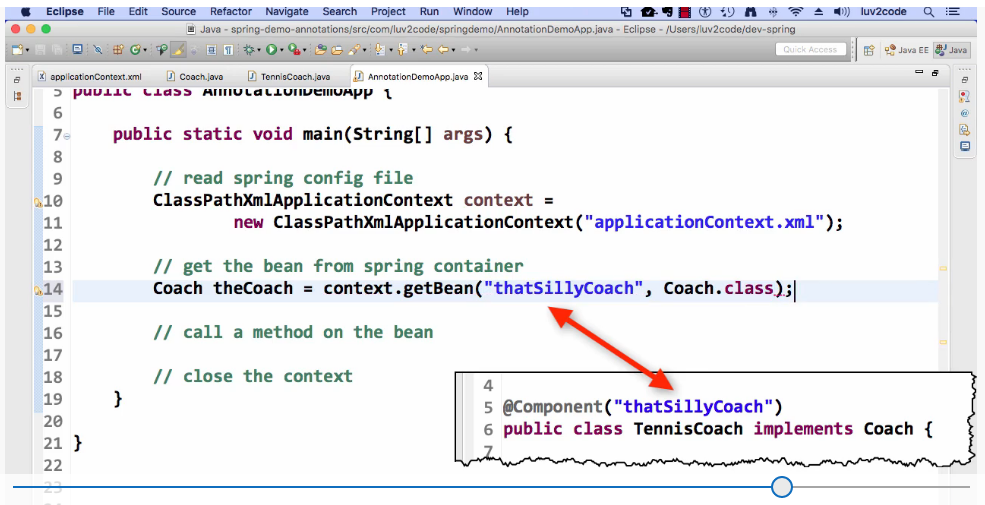 Eclipse File Edit Source Refactor Navigate Search Project Run Window Help luv2code
Java - spring-demo-annotations/src/com/luv2code/springdemo/AnnotationDemoApp.java - Eclipse - /Users/luv2code/dev-spring
Quick Access Java EE Java
applicationContext.xml Coach.java TennisCoach.java AnnotationDemoApp.java
5 public class AnnotationDemoApp {
6
7 public static void main(String[] args) {
8
9 // read spring config file
10 ClassPathXmlApplicationContext context =
11 new ClassPathXmlApplicationContext("applicationContext.xml");
12
13 // get the bean from spring container
14 Coach theCoach = context.getBean("thatSillyCoach", Coach.class);
15
16 // call a method on the bean
17
18 // close the context
19 }
20
21 }
22
23
4
5 @Component("thatSillyCoach")
6 public class TennisCoach implements Coach {
7